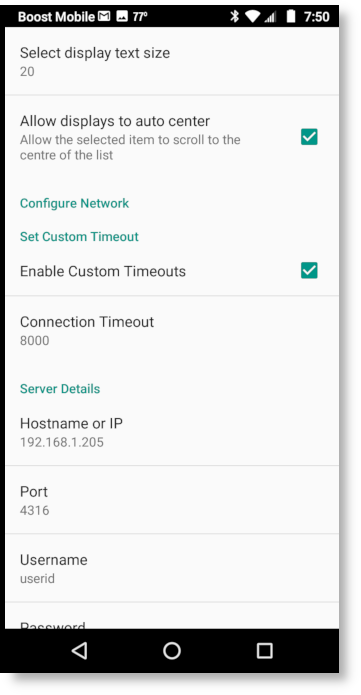 Boost Mobile 77° 7:50
Select display text size
20
Allow displays to auto center
Allow the selected item to scroll to the
centre of the list
Configure Network
Set Custom Timeout
Enable Custom Timeouts
Connection Timeout
8000
Server Details
Hostname or IP
192.168.1.205
Port
4316
Username
userid
Password